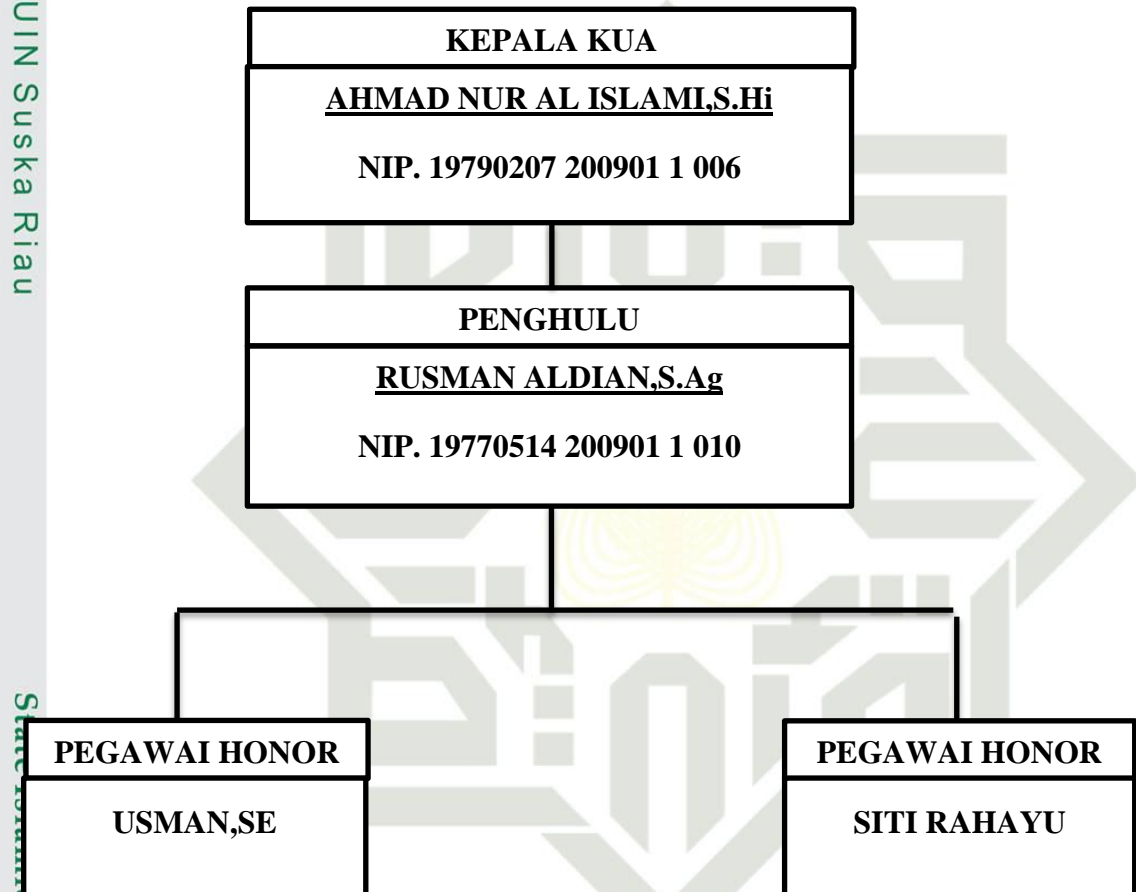 UIN Suska Riau
KEPALA KUA
AHMAD NUR AL ISLAMI,S.Hi
NIP. 19790207 200901 1 006
PENGHULU
RUSMAN ALDIAN,S.Ag
NIP. 19770514 200901 1 010
State
PEGAWAI HONOR
USMAN,SE
PEGAWAI HONOR
SITI RAHAYU